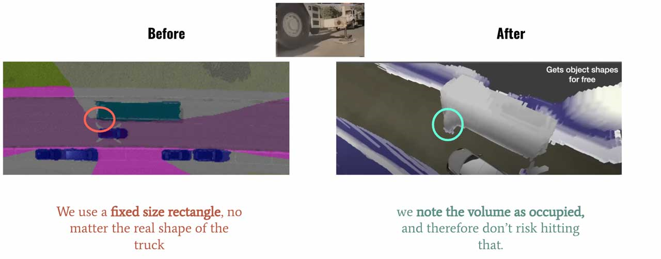 Before
After
Gets object shapes
for free
We use a fixed size rectangle, no
matter the real shape of the
truck
we note the volume as occupied,
and therefore don't risk hitting
that.